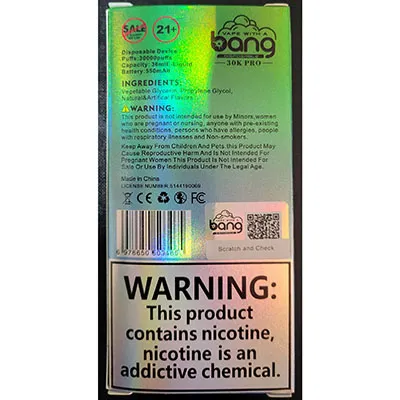 SALE
21+
VAPE WITH A
bang
30K PRO
Disposable Device
Puffs:30000puffs
Battery: 550mAh
INGREDIENTS:
Vegetable Glycerin, Propylene Glycol,
Natural&Artifical Flavors
WARNING:
This product is not intended for use by Minors,women
who are pregnant or nursing, anyone with pre-existing
health conditions, persons who have allergies, people
with respiratory illnesses and Non-smokers.
Keep Away From Children And Pets this Product May
Cause Reproductive Harm And Is Not Intended For
Pregnant Women This Product Is Not Intended For
Sale Or Use By Individuals Under The Legal Age.
Made in China
LICENSE NUMBER:
CE FC
bang
Scratch and Check
WARNING:
This product
contains nicotine,
nicotine is an
addictive chemical.